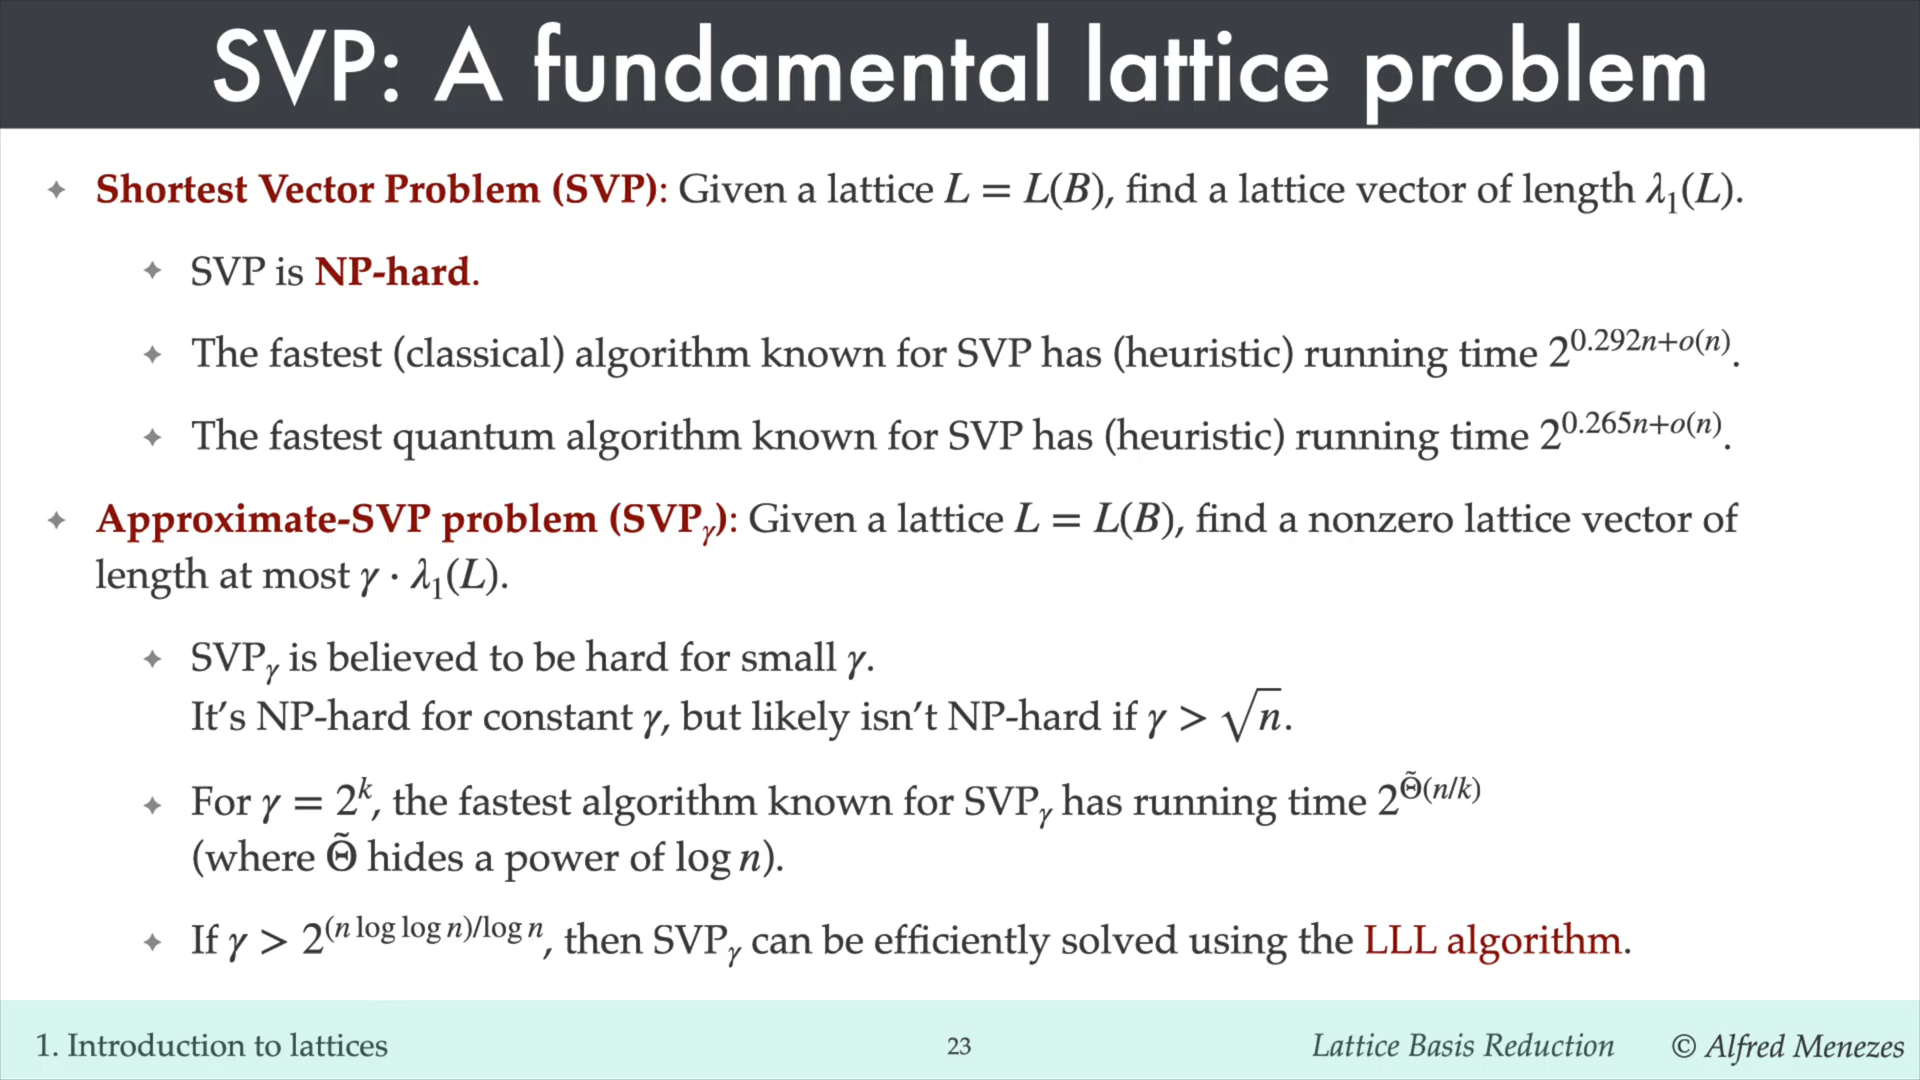 SVP: A fundamental lattice problem
✦ Shortest Vector Problem (SVP): Given a lattice L = L(B), find a lattice vector of length λ₁(L).
✦ SVP is NP-hard.
✦ The fastest (classical) algorithm known for SVP has (heuristic) running time 2^{0.292n+o(n)}.
✦ The fastest quantum algorithm known for SVP has (heuristic) running time 2^{0.265n+o(n)}.
✦ Approximate-SVP problem (SVP_γ): Given a lattice L = L(B), find a nonzero lattice vector of
length at most γ · λ₁(L).
✦ SVP_γ is believed to be hard for small γ.
It's NP-hard for constant γ, but likely isn't NP-hard if γ > √n.
✦ For γ = 2^k, the fastest algorithm known for SVP_γ has running time 2^{Θ̃(n/k)}
(where Θ̃ hides a power of log n).
✦ If γ > 2^{(n log log n)/log n}, then SVP_γ can be efficiently solved using the LLL algorithm.
1. Introduction to lattices 23 Lattice Basis Reduction © Alfred Menezes